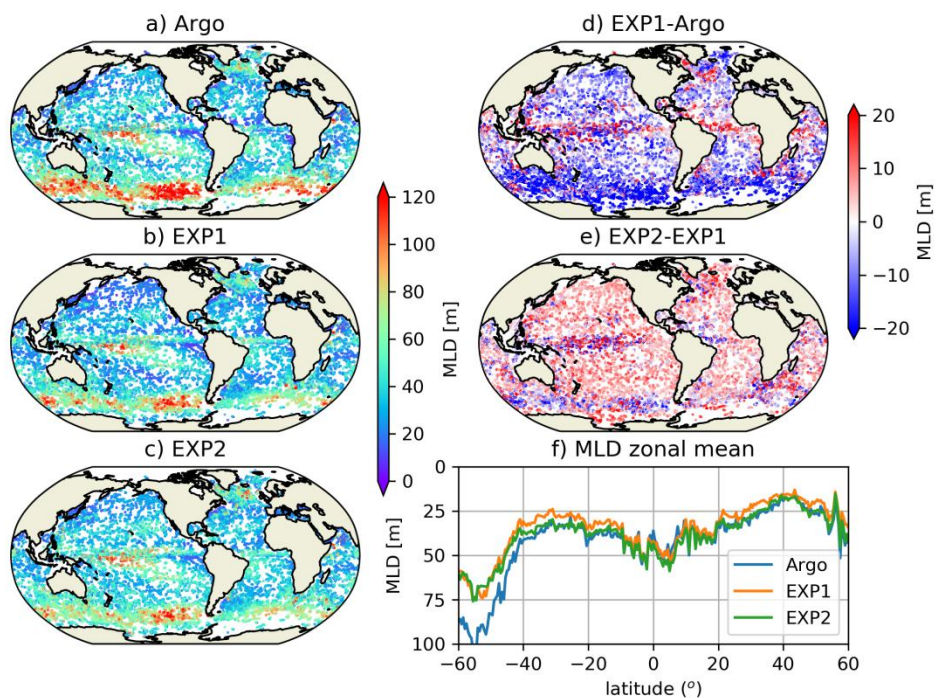 a) Argo
b) EXP1
c) EXP2
120
100
80
60
40
20
0
MLD [m]
d) EXP1-Argo
e) EXP2-EXP1
20
10
0
−10
−20
MLD [m]
f) MLD zonal mean
0
25
50
75
100
MLD [m]
Argo
EXP1
EXP2
−60 −40 −20 0 20 40 60
latitude (°)